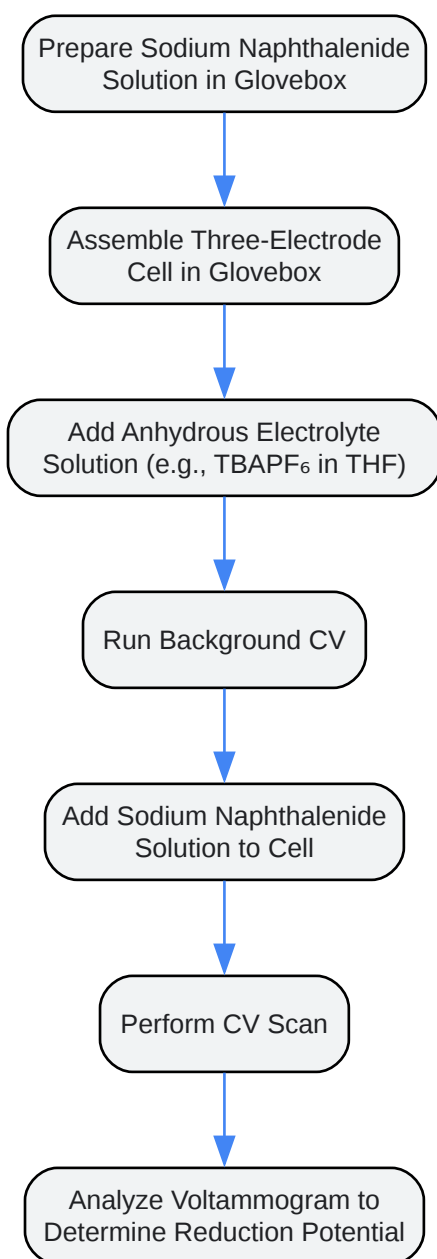 Prepare Sodium Naphthalenide
Solution in Glovebox
Assemble Three-Electrode
Cell in Glovebox
Add Anhydrous Electrolyte
Solution (e.g., TBAPF₆ in THF)
Run Background CV
Add Sodium Naphthalenide
Solution to Cell
Perform CV Scan
Analyze Voltammogram to
Determine Reduction Potential